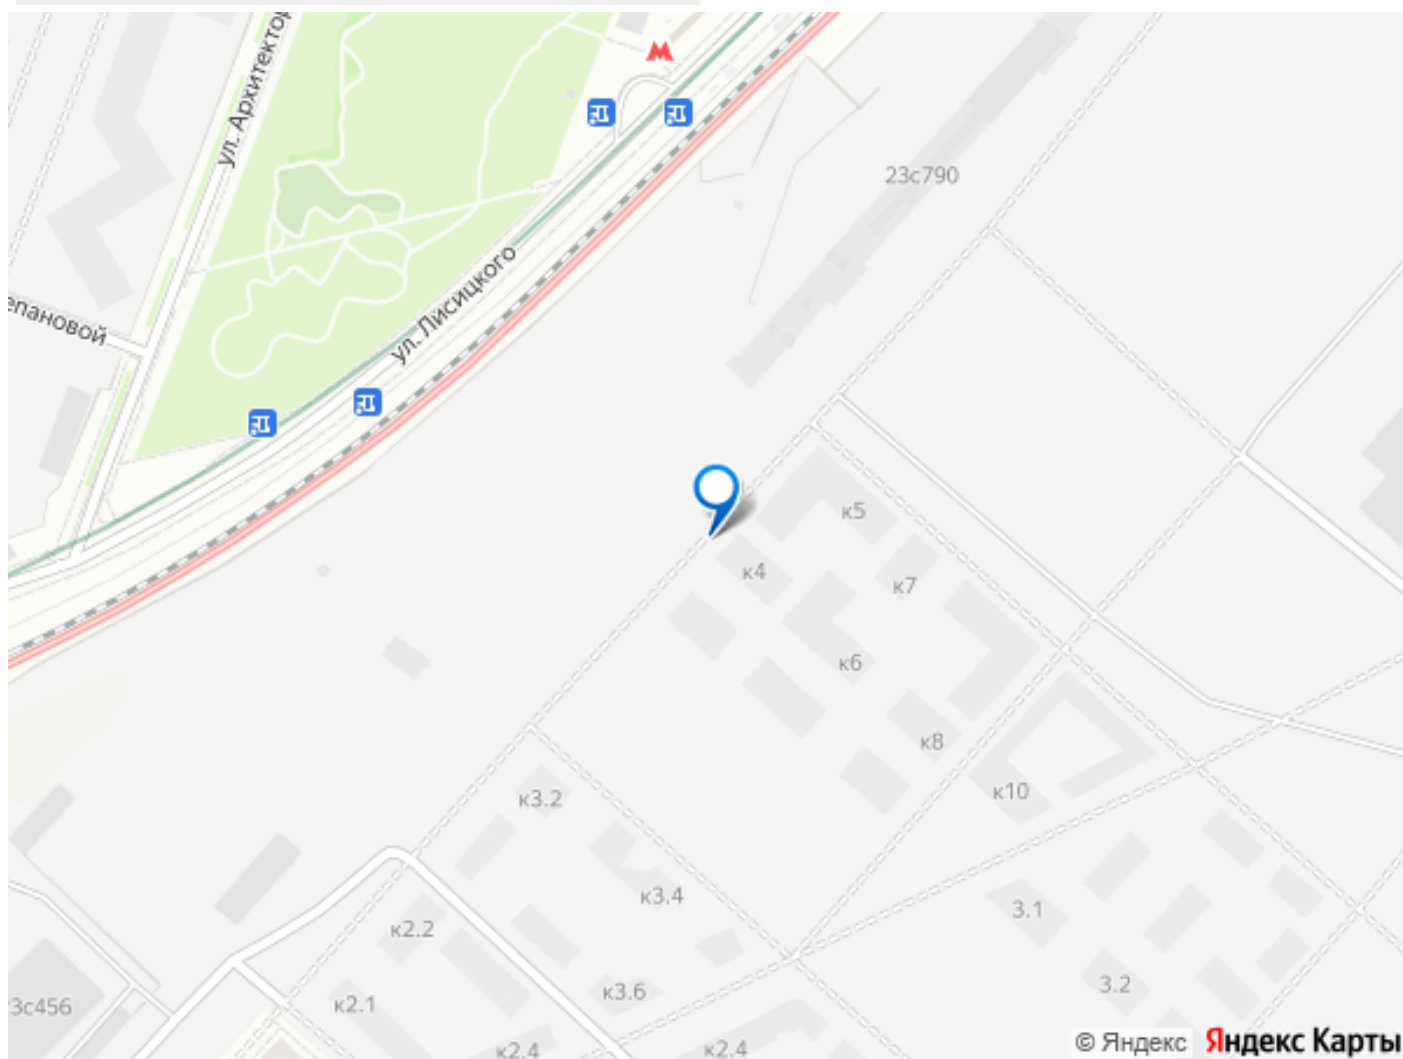 ул. Архитектор
23с790
ул. Лисицкого
епановой
к5
к4
к7
к6
к8
к10
к3.2
к3.4
3.1
к2.2
3.2
к3.6
к2.1
3с456
к2.4
к2.4
© Яндекс Яндекс Карты